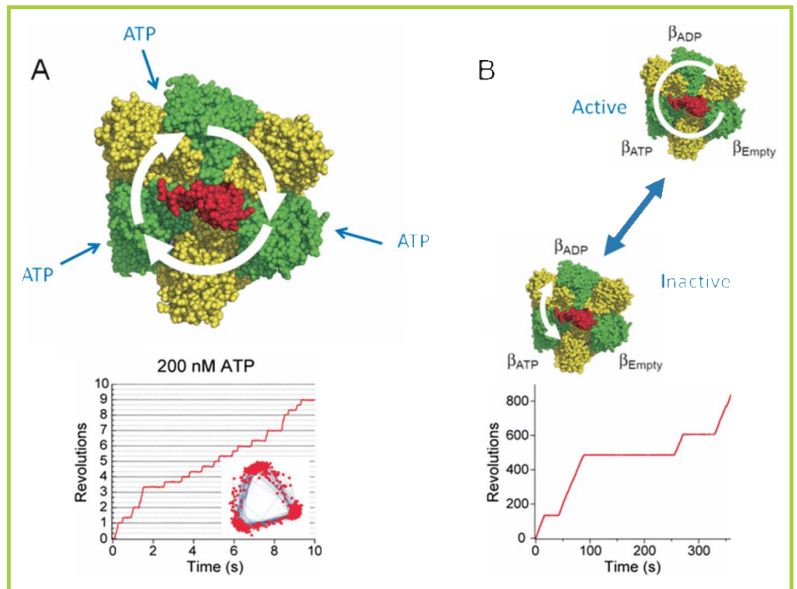 A
ATP
ATP
ATP
200 nM ATP
10
9
8
7
6
5
4
3
2
1
0
Revolutions
0 2 4 6 8 10
Time (s)
B
βADP
Active
βATP
βEmpty
βADP
Inactive
βATP
βEmpty
800
600
400
200
0
Revolutions
0 100 200 300
Time (s)